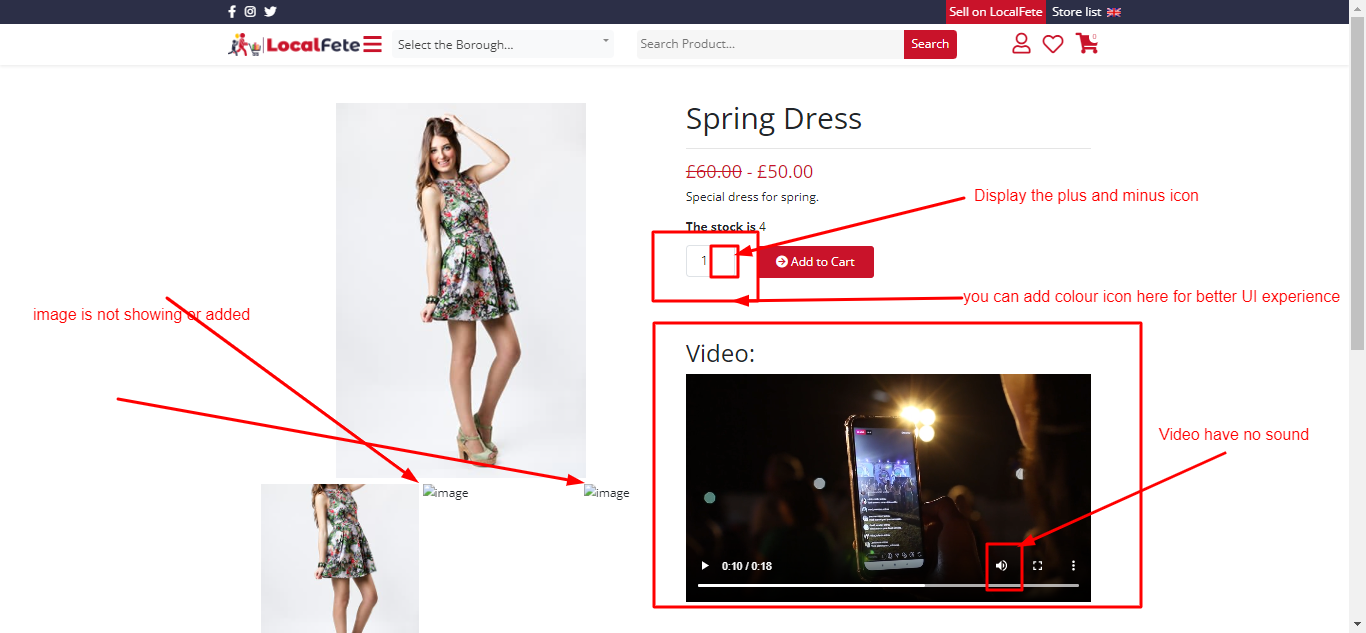 Sell on LocalFete Store list
LocalFete Select the Borough... Search Product... Search 0
Spring Dress
£60.00 - £50.00
Special dress for spring.
Display the plus and minus icon
The stock is 4
1 Add to Cart
you can add colour icon here for better UI experience
image is not showing or added
Video:
Video have no sound
image image
0:10 / 0:18